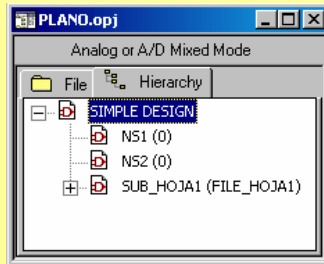 PLANO.opj
Analog or A/D Mixed Mode
File Hierarchy
SIMPLE DESIGN
NS1 (0)
NS2 (0)
SUB_HOJA1 (FILE_HOJA1)